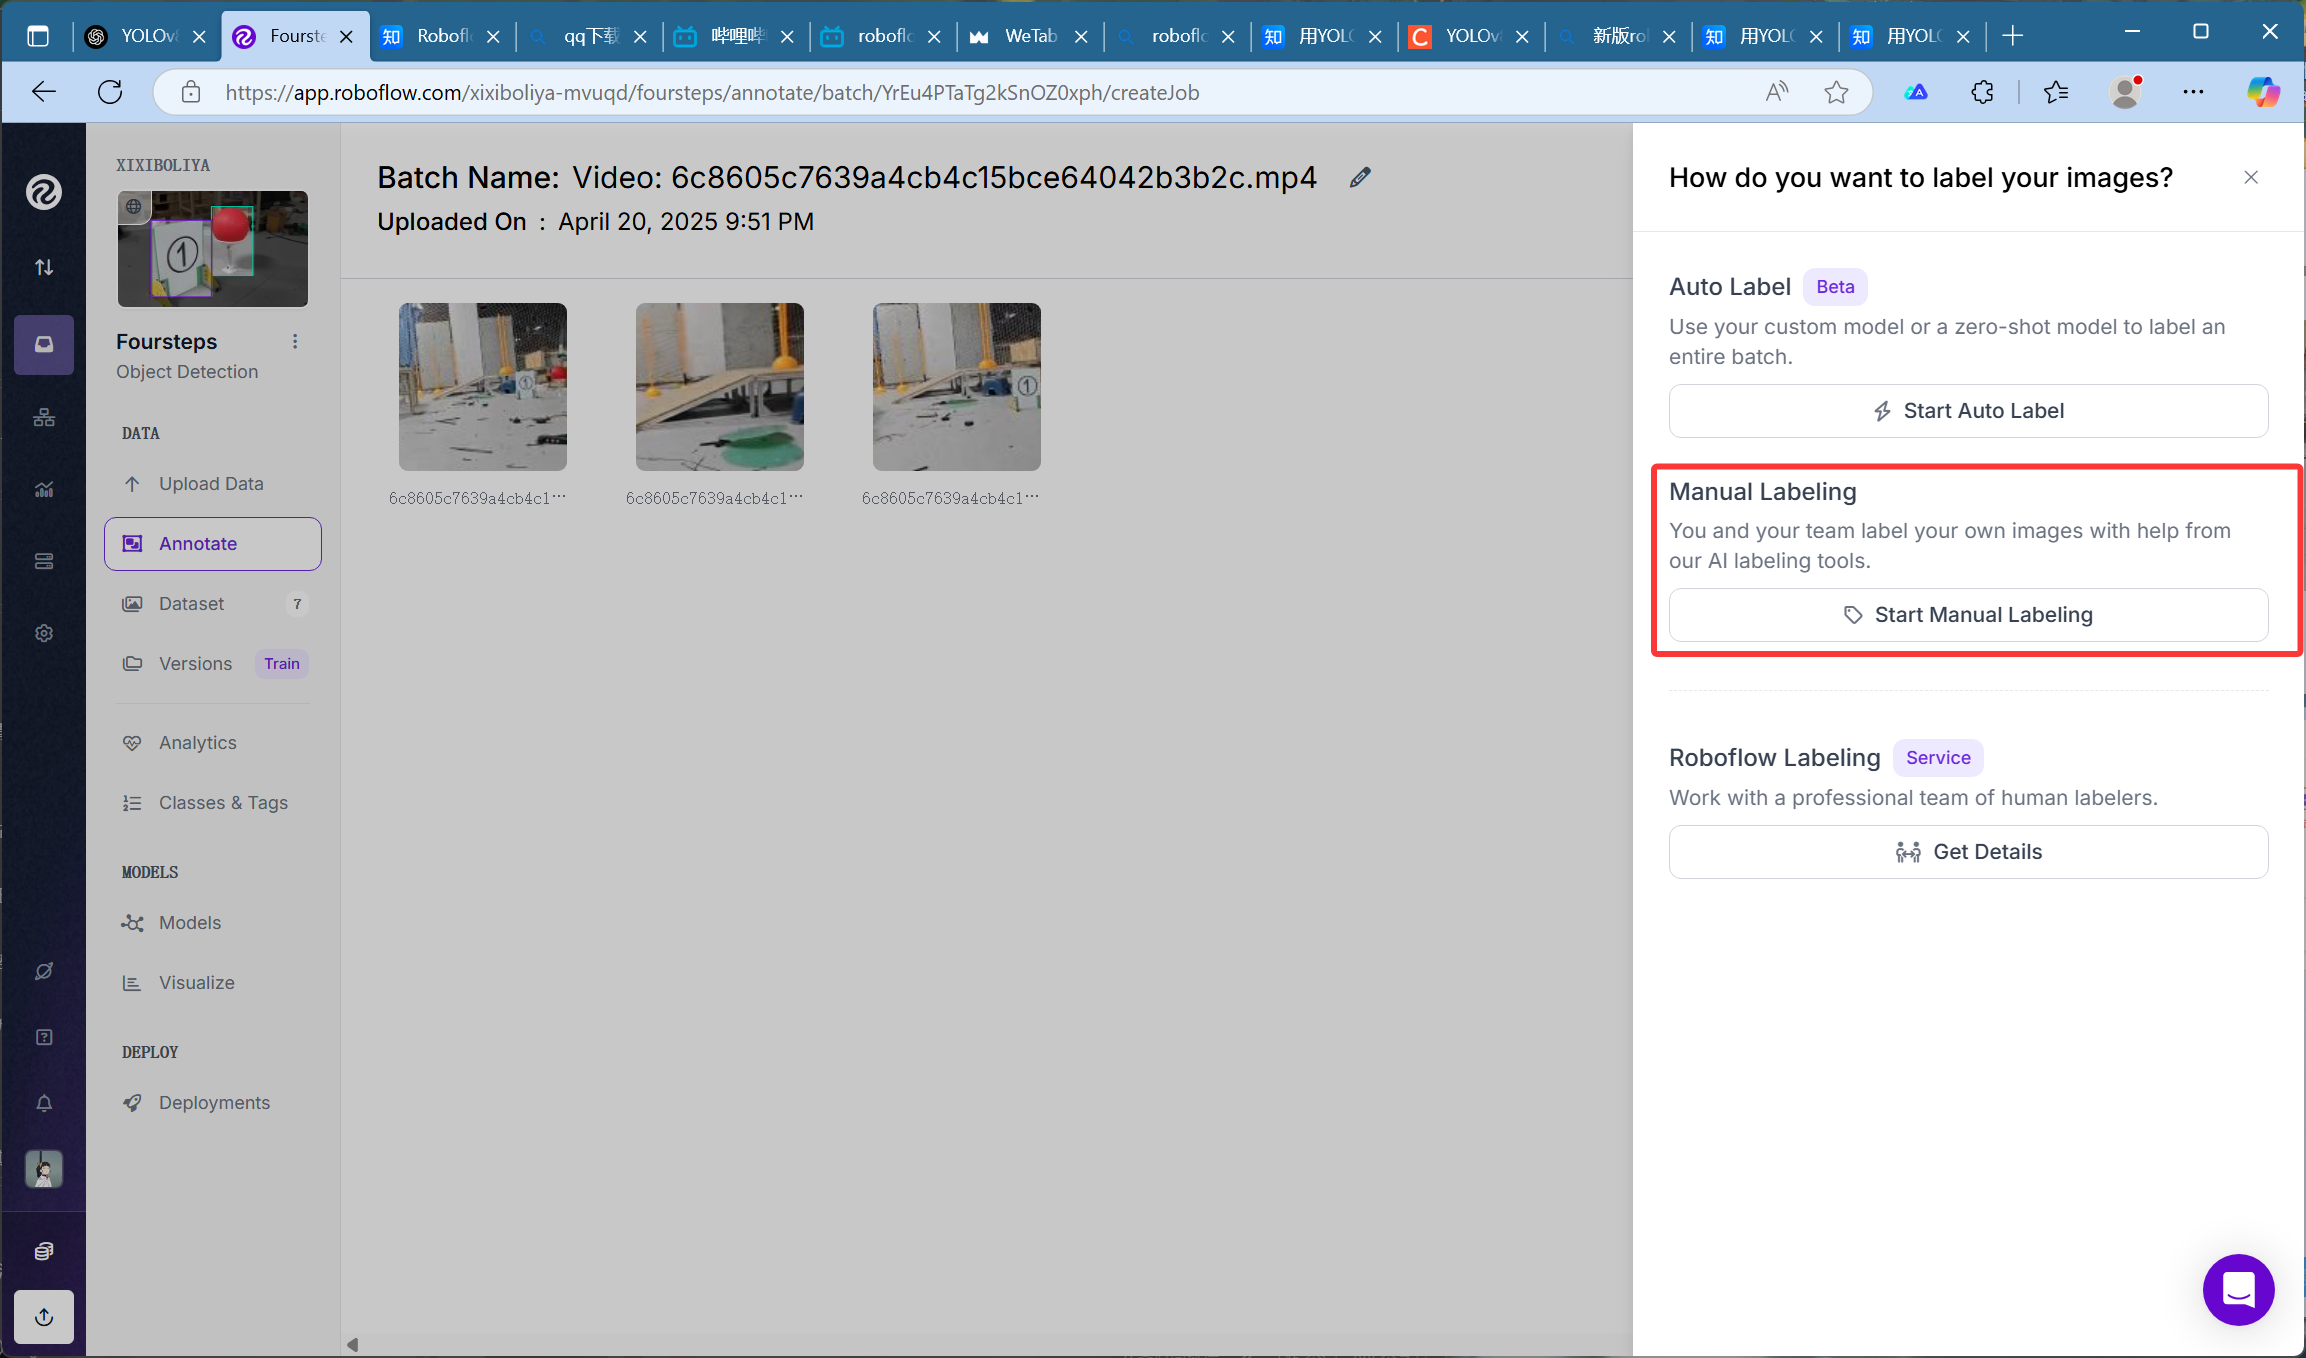 YOLOv
Fourste
知
Robofl
qq下载
哔哩哔
roboflo
WeTab
roboflo
知
用YOL
C
YOLOv
新版ro
知
用YOL
知
用YOL
https://app.roboflow.com/xixiboliya-mvuqd/foursteps/annotate/batch/YrEu4PTaTg2kSnOZ0xph/createJob
XIXIBOLIYA
1
Foursteps
Object Detection
DATA
Upload Data
Annotate
Dataset 7
Versions Train
Analytics
Classes & Tags
MODELS
Models
Visualize
DEPLOY
Deployments
Batch Name: Video: 6c8605c7639a4cb4c15bce64042b3b2c.mp4
Uploaded On : April 20, 2025 9:51 PM
6c8605c7639a4cb4c1...
6c8605c7639a4cb4c1...
6c8605c7639a4cb4c1...
How do you want to label your images?
Auto Label Beta
Use your custom model or a zero-shot model to label an
entire batch.
Start Auto Label
Manual Labeling
You and your team label your own images with help from
our AI labeling tools.
Start Manual Labeling
Roboflow Labeling Service
Work with a professional team of human labelers.
Get Details